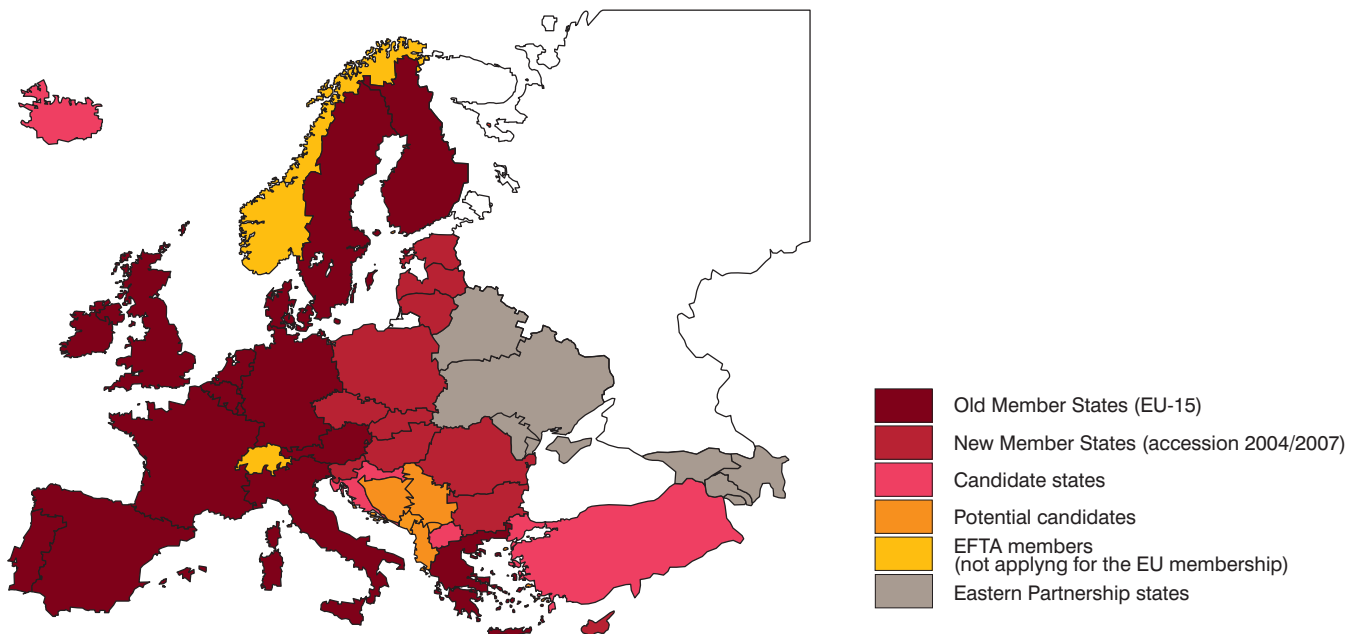 Old Member States (EU-15)
New Member States (accession 2004/2007)
Candidate states
Potential candidates
EFTA members
(not applyng for the EU membership)
Eastern Partnership states